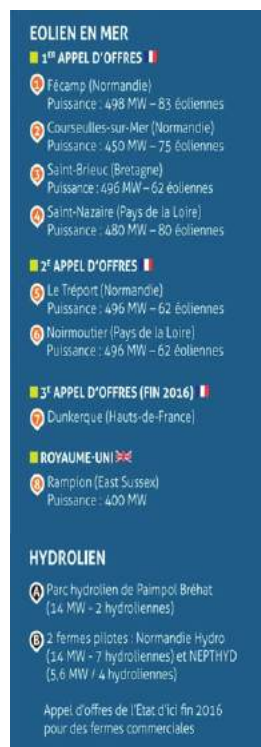 EOLIEN EN MER
1ER APPEL D'OFFRES
1 Fécamp (Normandie)
Puissance : 498 MW – 83 éoliennes
2 Courseulles-sur-Mer (Normandie)
Puissance : 450 MW – 75 éoliennes
3 Saint-Brieuc (Bretagne)
Puissance : 496 MW – 62 éoliennes
4 Saint-Nazaire (Pays de la Loire)
Puissance : 480 MW – 80 éoliennes
2E APPEL D'OFFRES
5 Le Tréport (Normandie)
Puissance : 496 MW – 62 éoliennes
6 Noirmoutier (Pays de la Loire)
Puissance : 496 MW – 62 éoliennes
3E APPEL D'OFFRES (FIN 2016)
7 Dunkerque (Hauts-de-France)
ROYAUME-UNI
8 Rampion (East Sussex)
Puissance : 400 MW
HYDROLIEN
A Parc hydrolien de Paimpol Bréhat
(14 MW - 2 hydroliennes)
B 2 fermes pilotes : Normandie Hydro
(14 MW - 7 hydroliennes) et NEPTHYD
(5,6 MW / 4 hydroliennes)
Appel d'offres de l'Etat d'ici fin 2016
pour des fermes commerciales